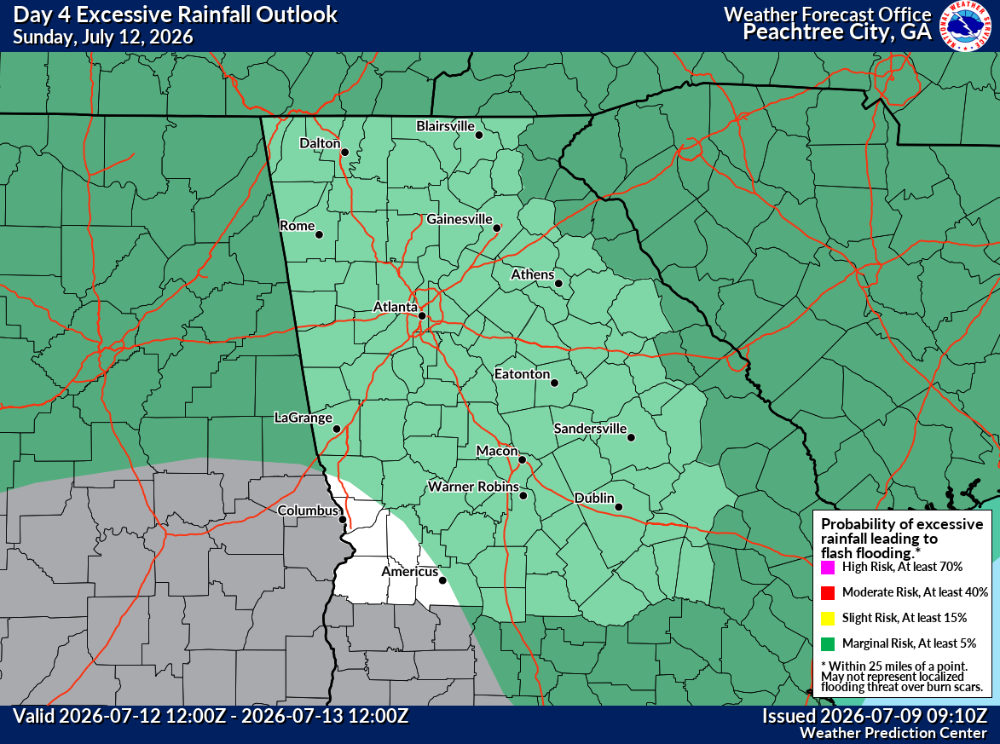 Day 4 Excessive Rainfall Outlook
Sunday, July 12, 2026
Weather Forecast Office
Peachtree City, GA
NATIONAL WEATHER SERVICE
Blairsville
Dalton
Gainesville
Rome
Athens
Atlanta
Eatonton
LaGrange
Sandersville
Macon
Warner Robins
Dublin
Columbus
Americus
Probability of excessive
rainfall leading to
flash flooding.*
High Risk, At least 70%
Moderate Risk, At least 40%
Slight Risk, At least 15%
Marginal Risk, At least 5%
* Within 25 miles of a point.
May not represent localized
flooding threat over burn scars.
Valid 2026-07-12 12:00Z - 2026-07-13 12:00Z
Issued 2026-07-09 09:10Z
Weather Prediction Center